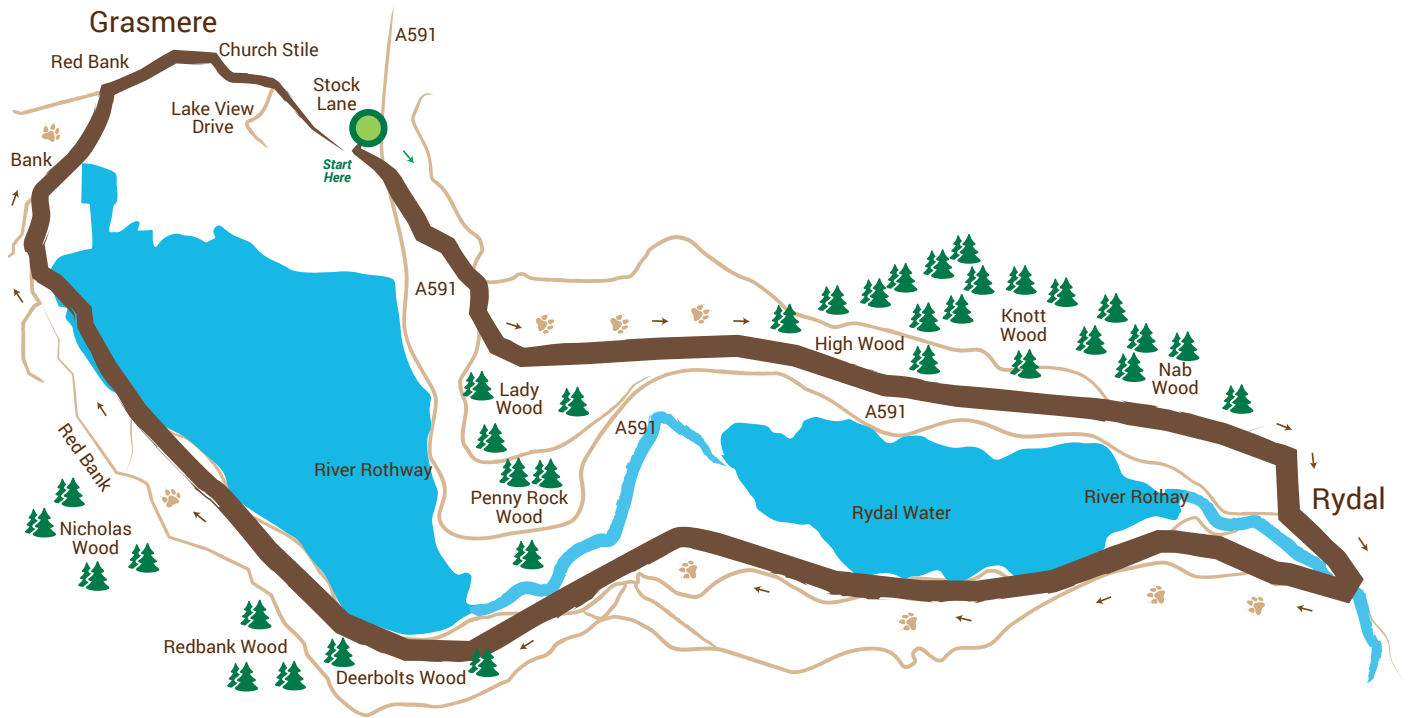 Grasmere
Church Stile
Red Bank
A591
Stock
Lane
Lake View
Drive
Bank
Start
Here
A591
Knott
Wood
High Wood
Nab
Wood
Lady
Wood
A591
A591
Red Bank
River Rothway
Penny Rock
Wood
Rydal Water
River Rothay
Rydal
Nicholas
Wood
Redbank Wood
Deerbolts Wood